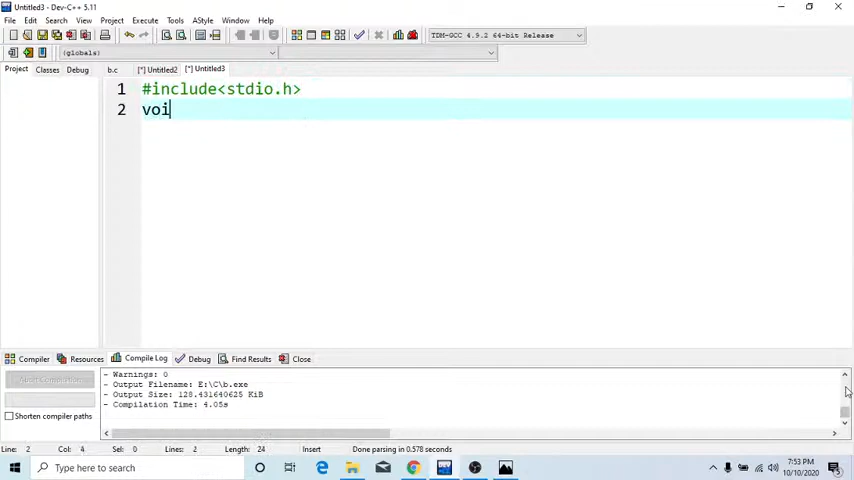 Untitled3 - Dev-C++ 5.11
File Edit Search View Project Execute Tools AStyle Window Help
TDM-GCC 4.9.2 64-bit Release
(globals)
Project Classes Debug b.c [*] Untitled2 [*] Untitled3
1 #include<stdio.h>
2 voi
Compiler Resources Compile Log Debug Find Results Close
Shorten compiler paths
- Warnings: 0
- Output Filename: E:\C\b.exe
- Output Size: 128.431640625 KiB
- Compilation Time: 4.05s
Line: 2 Col: 4 Sel: 0 Lines: 2 Length: 24 Insert Done parsing in 0.578 seconds
Type here to search
7:53 PM
10/10/2020
5